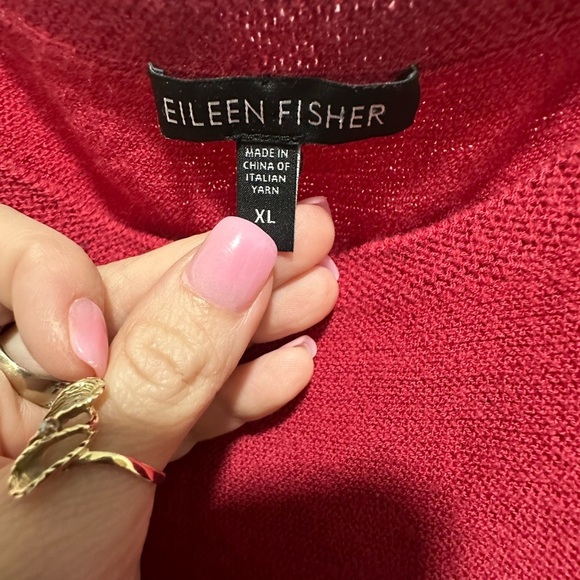 EILEEN FISHER
MADE IN
CHINA OF
ITALIAN
YARN
XL